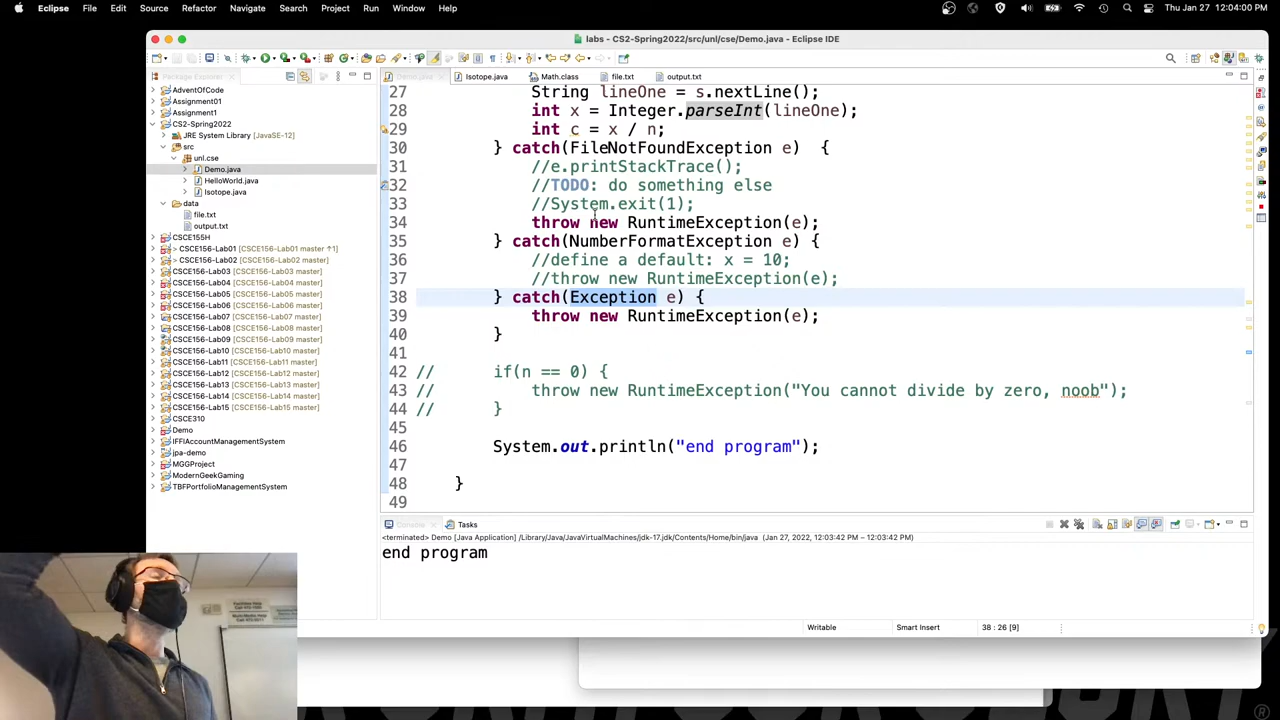 Eclipse File Edit Source Refactor Navigate Search Project Run Window Help Thu Jan 27 12:04:00 PM
labs - CS2-Spring2022/src/unl/cse/Demo.java - Eclipse IDE
Package Explorer
Demo.java Isotope.java Math.class file.txt output.txt
AdventOfCode
Assignment01
Assignment1
CS2-Spring2022
JRE System Library [JavaSE-12]
src
unl.cse
Demo.java
HelloWorld.java
Isotope.java
data
file.txt
output.txt
CSCE155H
> CSCE156-Lab01 [CSCE156-Lab01 master ↑1]
> CSCE156-Lab02 [CSCE156-Lab02 master]
CSCE156-Lab03 [CSCE156-Lab03 master]
CSCE156-Lab04 [CSCE156-Lab04 master]
CSCE156-Lab05 [CSCE156-Lab05 master]
CSCE156-Lab06 [CSCE156-Lab06 master]
CSCE156-Lab07 [CSCE156-Lab07 master]
CSCE156-Lab08 [CSCE156-Lab08 master]
CSCE156-Lab09 [CSCE156-Lab09 master]
CSCE156-Lab10 [CSCE156-Lab10 master]
CSCE156-Lab11 [CSCE156-Lab11 master]
CSCE156-Lab12 [CSCE156-Lab12 master]
CSCE156-Lab13 [CSCE156-Lab13 master]
CSCE156-Lab14 [CSCE156-Lab14 master]
CSCE156-Lab15 [CSCE156-Lab15 master]
CSCE310
Demo
IFFIAccountManagementSystem
jpa-demo
MGGProject
ModernGeekGaming
TBFPortfolioManagementSystem
27 String lineOne = s.nextLine();
28 int x = Integer.parseInt(lineOne);
29 int c = x / n;
30 } catch(FileNotFoundException e) {
31 //e.printStackTrace();
32 //TODO: do something else
33 //System.exit(1);
34 throw new RuntimeException(e);
35 } catch(NumberFormatException e) {
36 //define a default: x = 10;
37 //throw new RuntimeException(e);
38 } catch(Exception e) {
39 throw new RuntimeException(e);
40 }
41
42 // if(n == 0) {
43 // throw new RuntimeException("You cannot divide by zero, noob");
44 // }
45
46 System.out.println("end program");
47
48 }
49
Console Tasks
<terminated> Demo [Java Application] /Library/Java/JavaVirtualMachines/jdk-17.jdk/Contents/Home/bin/java (Jan 27, 2022, 12:03:42 PM – 12:03:42 PM)
end program
Writable Smart Insert 38 : 26 [9]